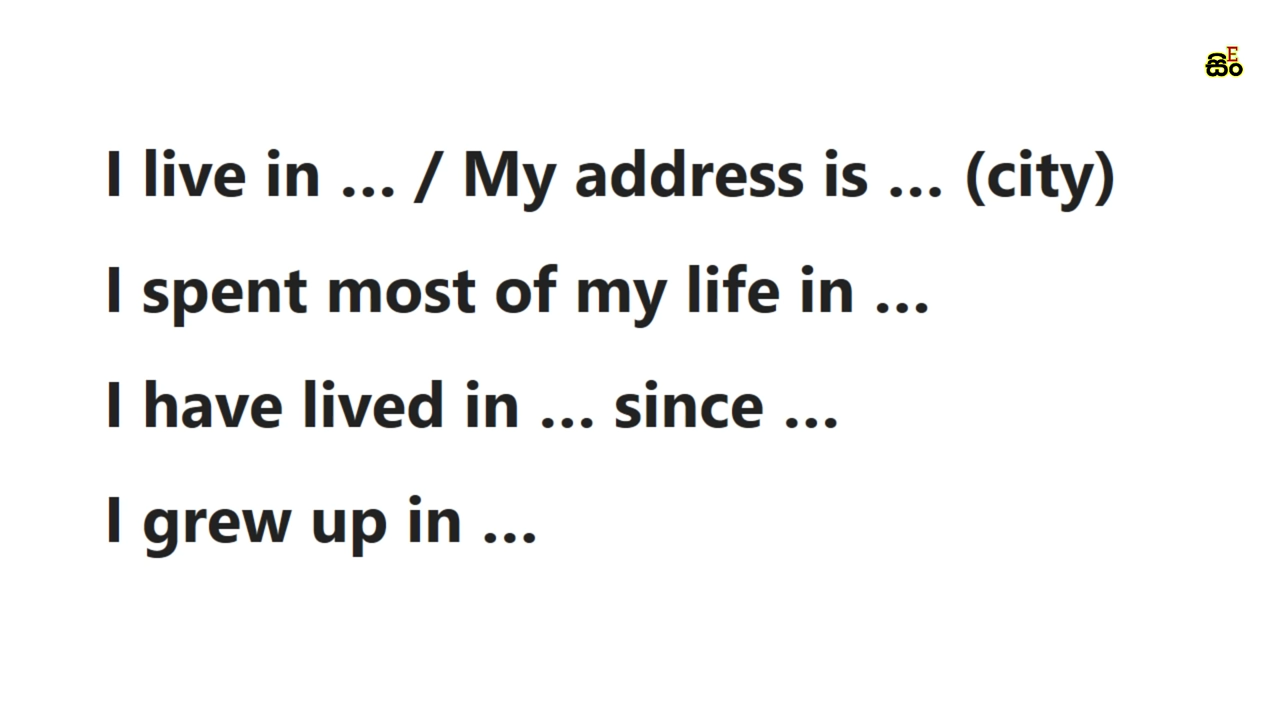 සිං E
I live in ... / My address is ... (city)
I spent most of my life in ...
I have lived in ... since ...
I grew up in ...